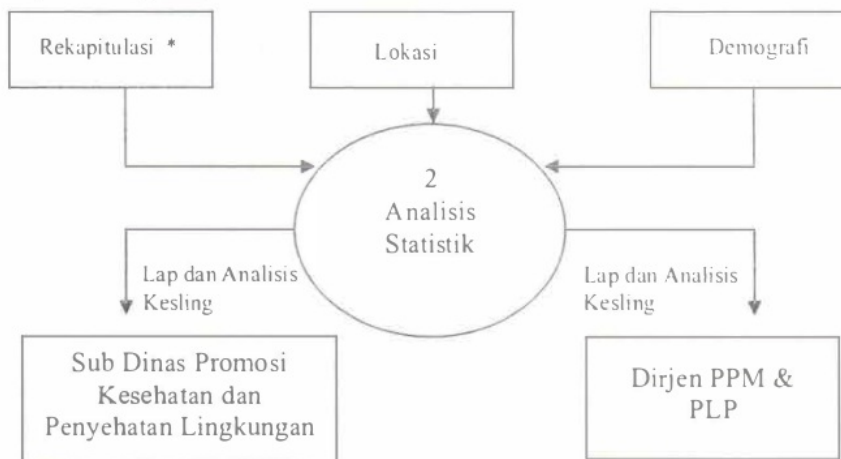 Rekapitulasi *
Lokasi
Demografi
2
Analisis
Statistik
Lap dan Analisis
Kesling
Lap dan Analisis
Kesling
Sub Dinas Promosi
Kesehatan dan
Penyehatan Lingkungan
Dirjen PPM &
PLP